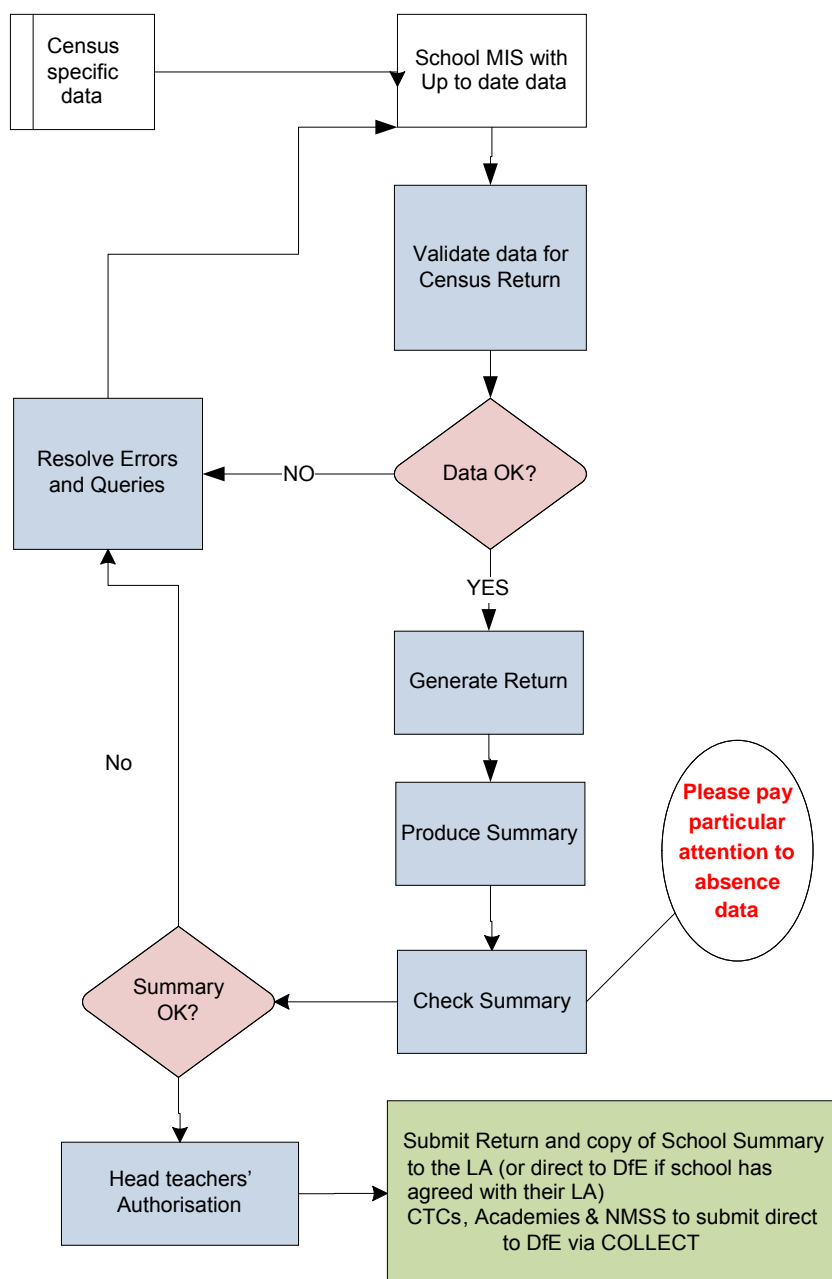 Census
specific
data
School MIS with
Up to date data
Validate data for
Census Return
Resolve Errors
and Queries
NO
Data OK?
YES
Generate Return
No
Please pay
particular
attention to
absence
data
Produce Summary
Summary
OK?
Check Summary
Head teachers’
Authorisation
Submit Return and copy of School Summary
to the LA (or direct to DfE if school has
agreed with their LA)
CTCs, Academies & NMSS to submit direct
to DfE via COLLECT